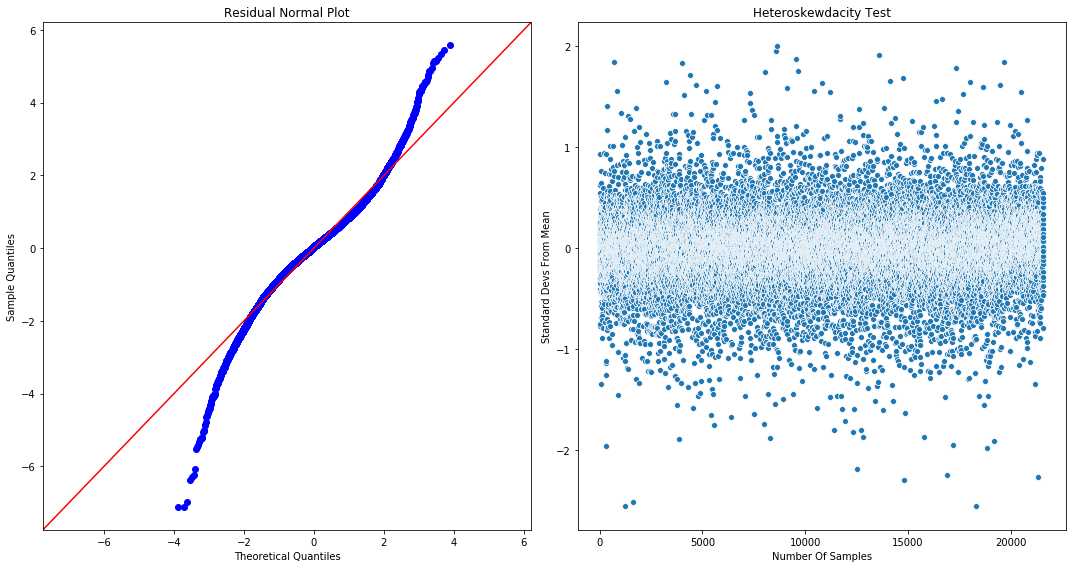 Residual Normal Plot
6
4
2
0
−2
−4
−6
Sample Quantiles
−6 −4 −2 0 2 4 6
Theoretical Quantiles
Heteroskewdacity Test
2
1
0
−1
−2
Standard Devs From Mean
0 5000 10000 15000 20000
Number Of Samples